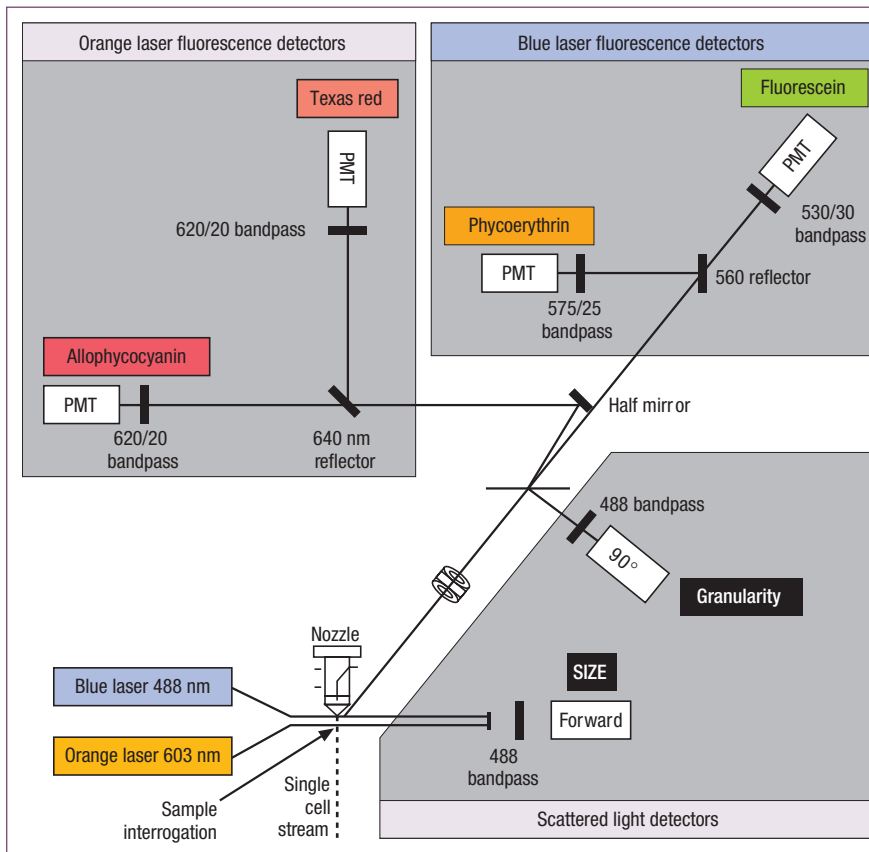 Orange laser fluorescence detectors
Texas red
PMT
620/20 bandpass
Allophycocyanin
PMT
620/20
bandpass
640 nm
reflector
Blue laser fluorescence detectors
Fluorescein
PMT
530/30
bandpass
Phycoerythrin
PMT
575/25
bandpass
560 reflector
Half mirror
488 bandpass
90°
Granularity
Nozzle
SIZE
Blue laser 488 nm
Forward
Orange laser 603 nm
488
bandpass
Sample
interrogation
Single
cell
stream
Scattered light detectors